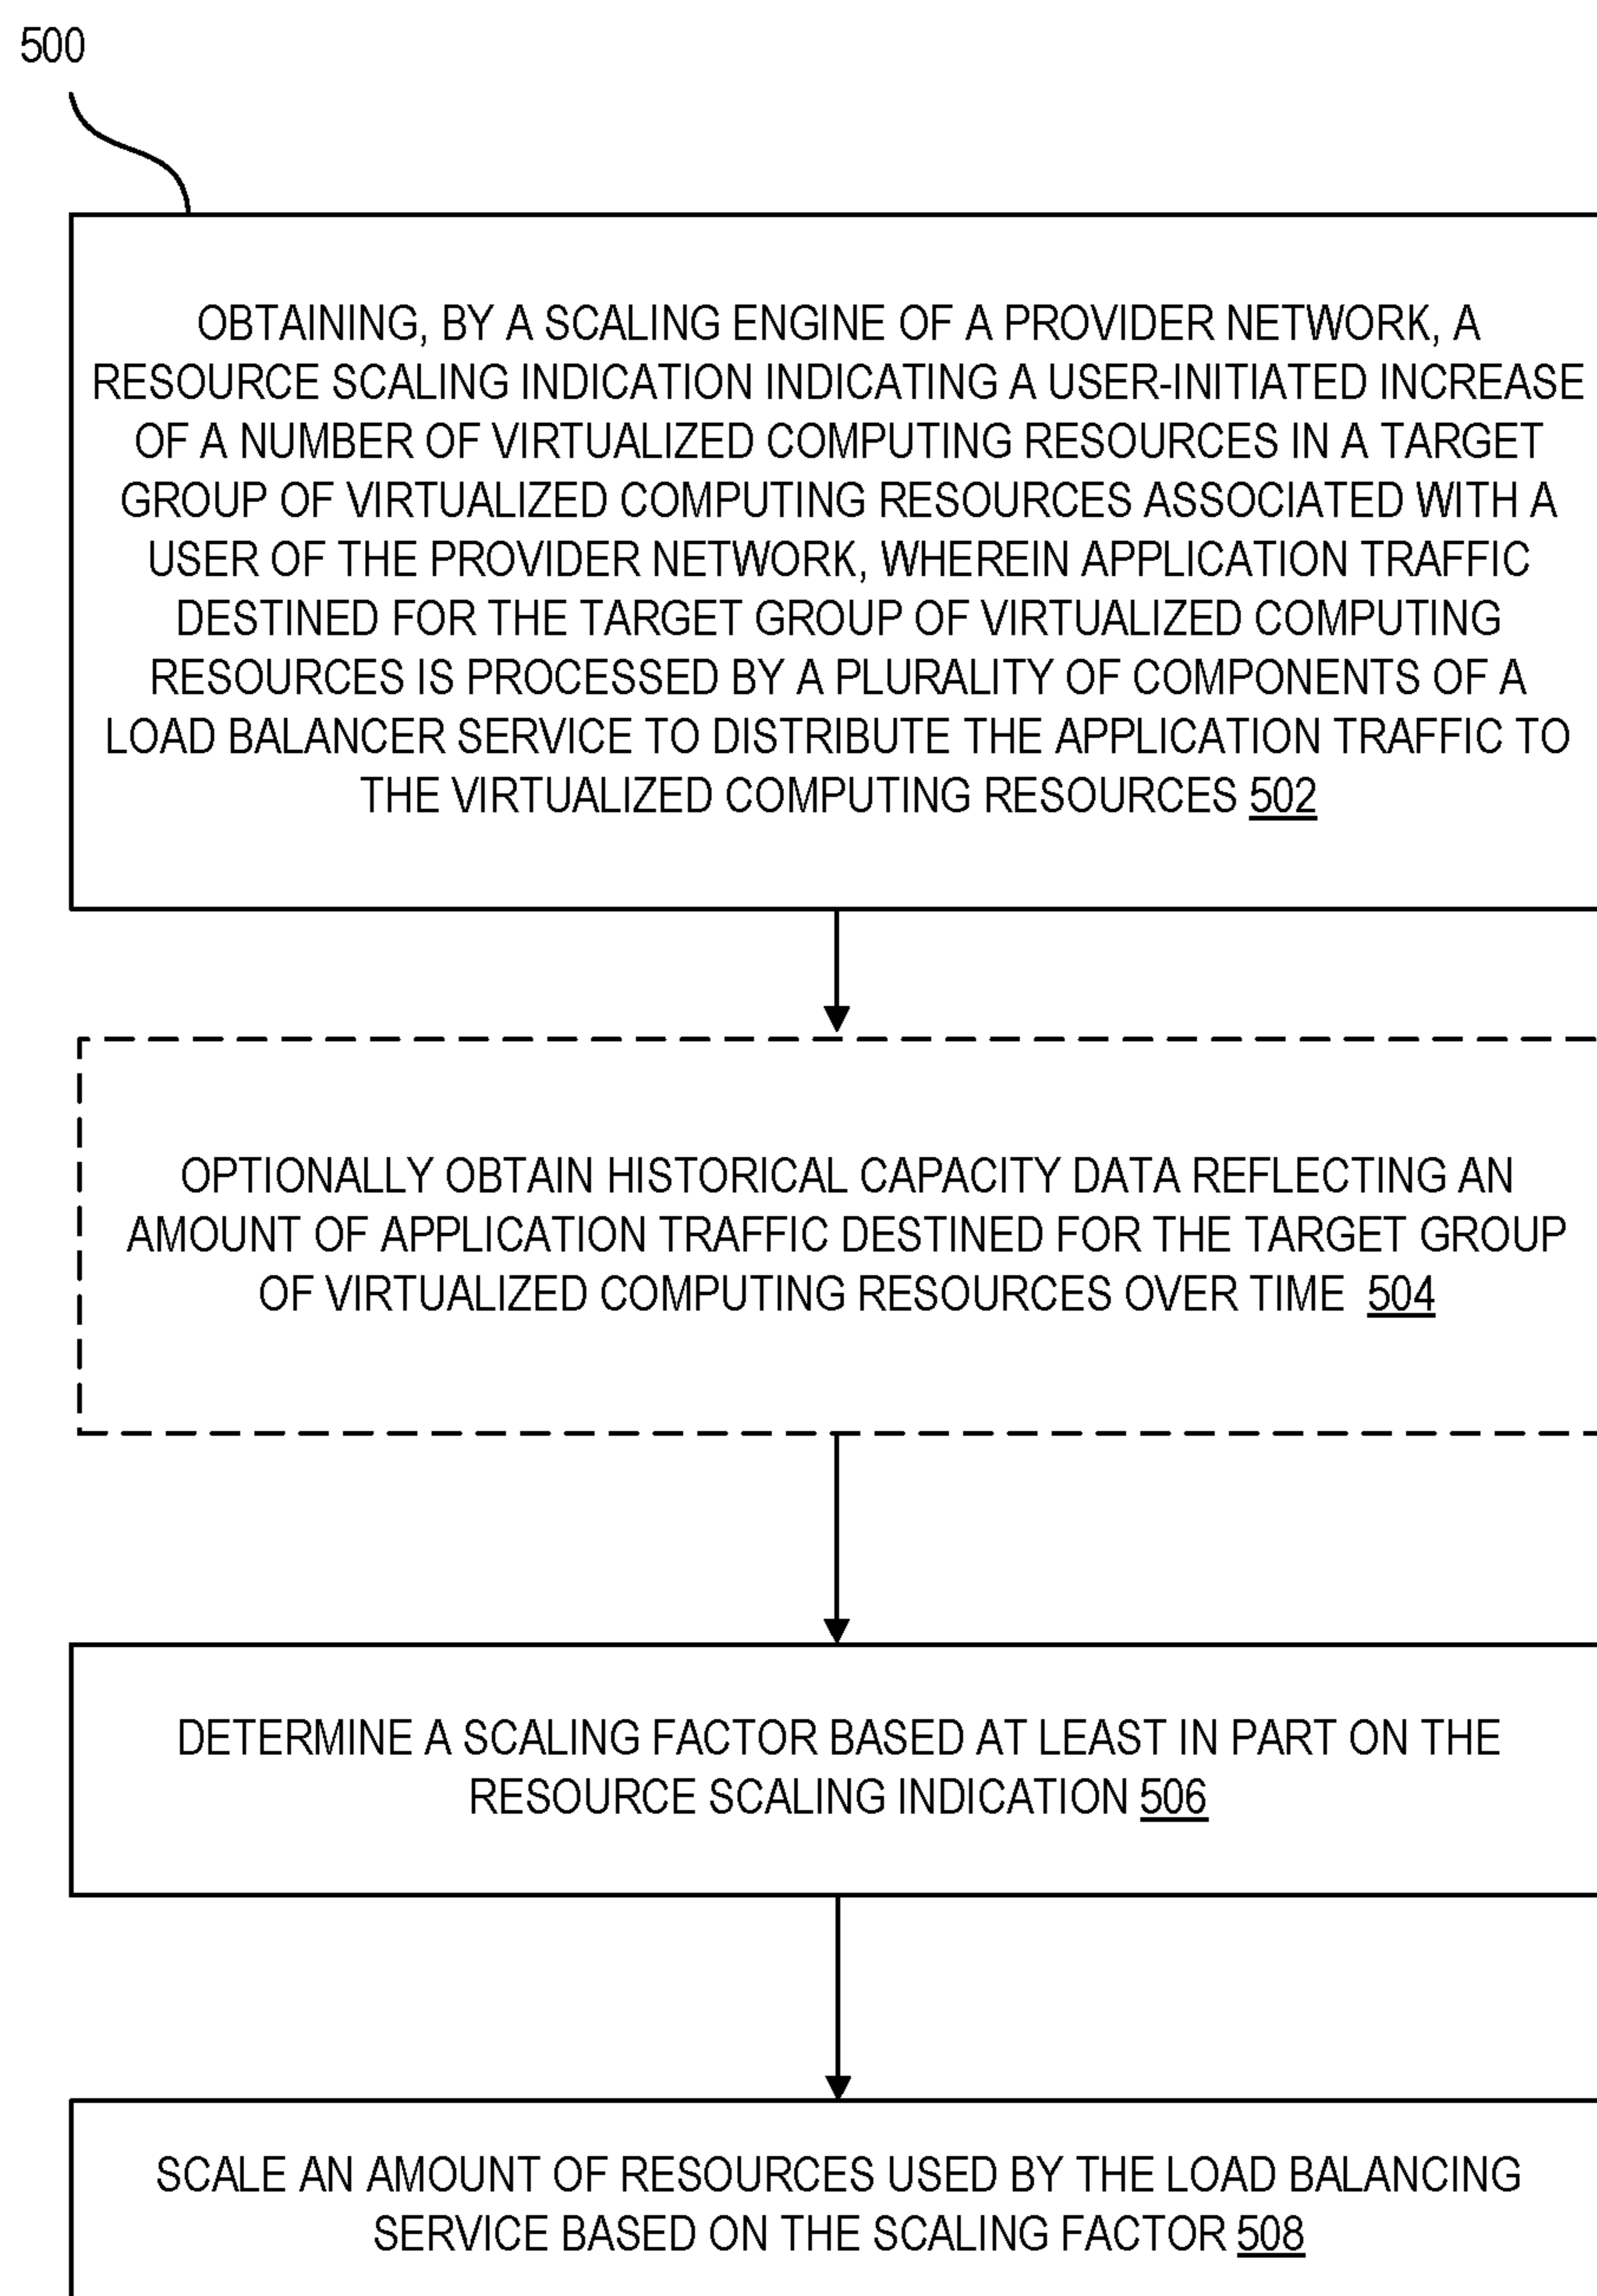 500
OBTAINING, BY A SCALING ENGINE OF A PROVIDER NETWORK, A
RESOURCE SCALING INDICATION INDICATING A USER-INITIATED INCREASE
OF A NUMBER OF VIRTUALIZED COMPUTING RESOURCES IN A TARGET
GROUP OF VIRTUALIZED COMPUTING RESOURCES ASSOCIATED WITH A
USER OF THE PROVIDER NETWORK, WHEREIN APPLICATION TRAFFIC
DESTINED FOR THE TARGET GROUP OF VIRTUALIZED COMPUTING
RESOURCES IS PROCESSED BY A PLURALITY OF COMPONENTS OF A
LOAD BALANCER SERVICE TO DISTRIBUTE THE APPLICATION TRAFFIC TO
THE VIRTUALIZED COMPUTING RESOURCES 502
OPTIONALLY OBTAIN HISTORICAL CAPACITY DATA REFLECTING AN
AMOUNT OF APPLICATION TRAFFIC DESTINED FOR THE TARGET GROUP
OF VIRTUALIZED COMPUTING RESOURCES OVER TIME 504
DETERMINE A SCALING FACTOR BASED AT LEAST IN PART ON THE
RESOURCE SCALING INDICATION 506
SCALE AN AMOUNT OF RESOURCES USED BY THE LOAD BALANCING
SERVICE BASED ON THE SCALING FACTOR 508